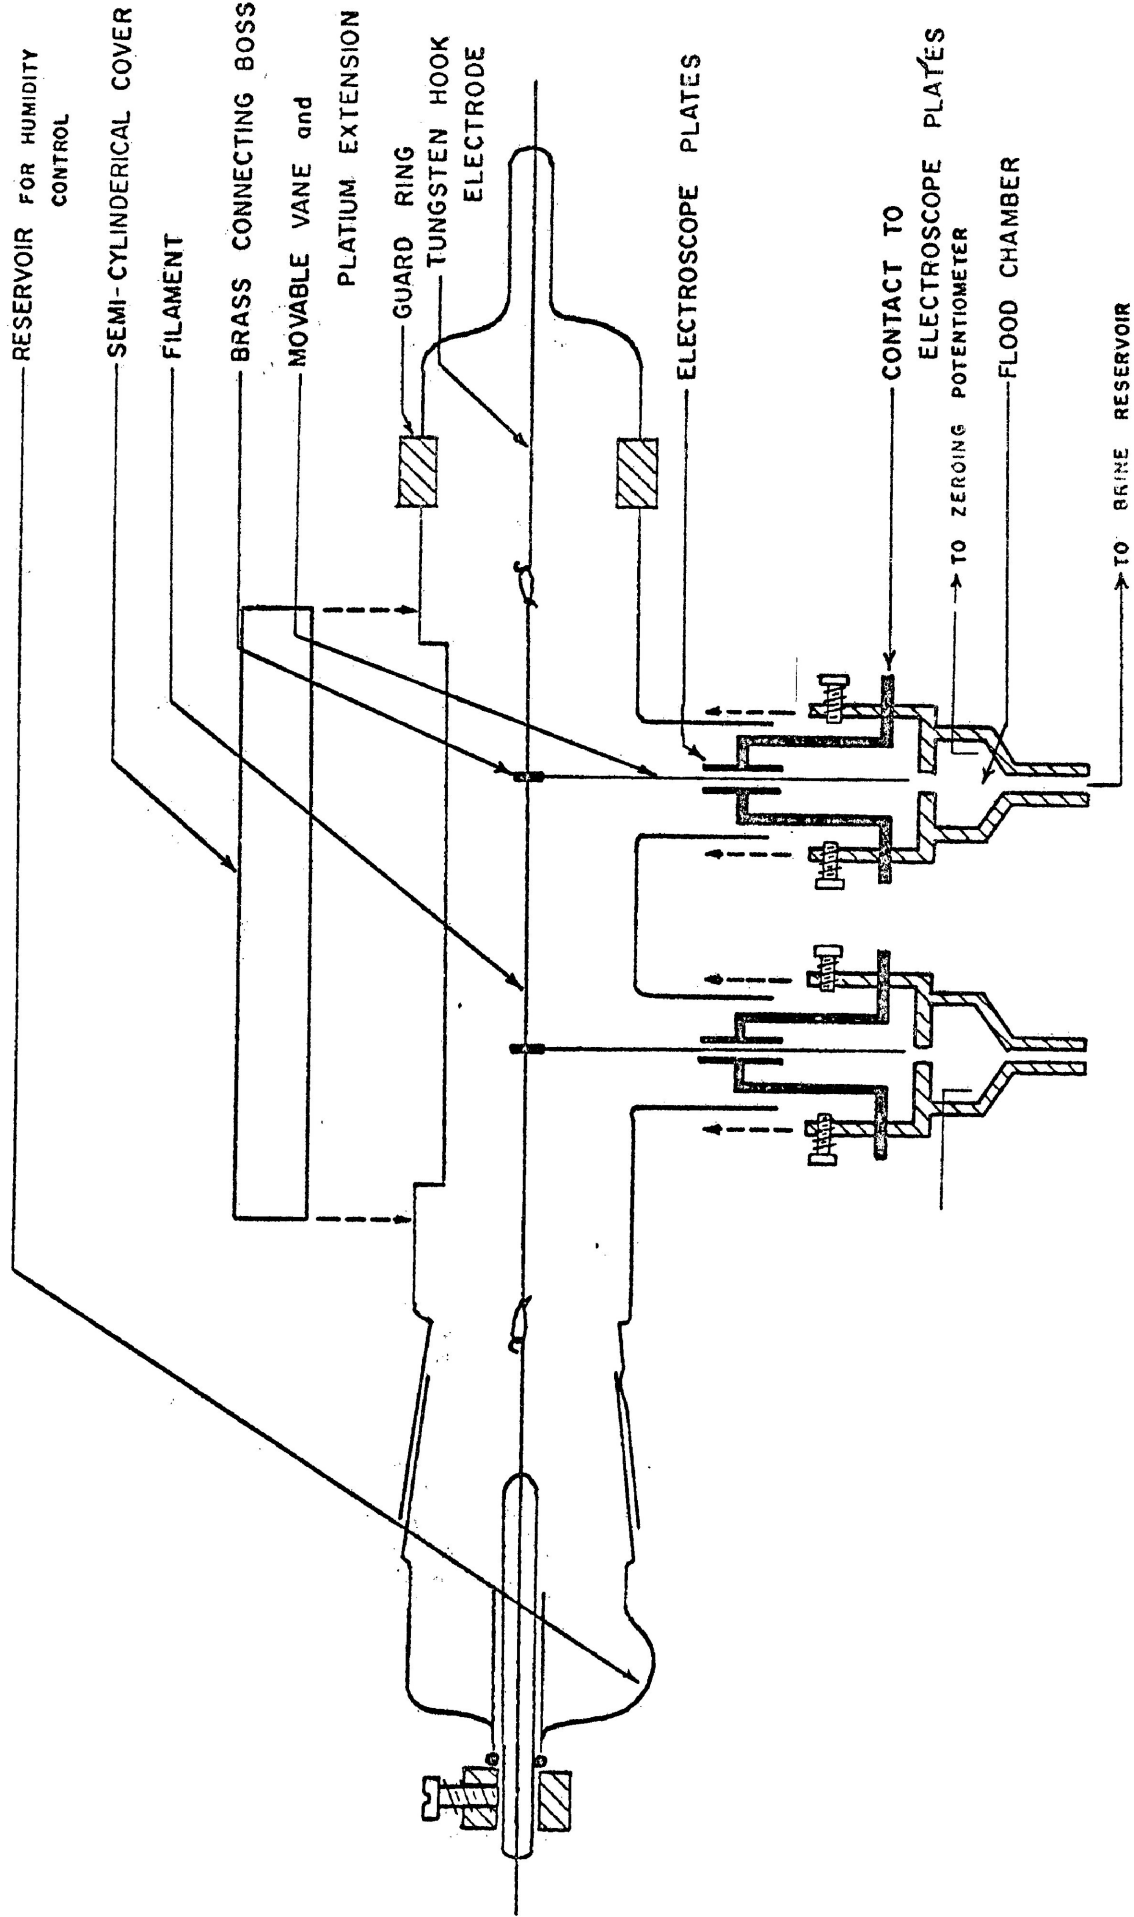 RESERVOIR FOR HUMIDITY
CONTROL
SEMI-CYLINDERICAL COVER
FILAMENT
BRASS CONNECTING BOSS
MOVABLE VANE and
PLATIUM EXTENSION
GUARD RING
TUNGSTEN HOOK
ELECTRODE
ELECTROSCOPE PLATES
CONTACT TO
ELECTROSCOPE PLATES
TO ZEROING POTENTIOMETER
FLOOD CHAMBER
TO BRINE RESERVOIR